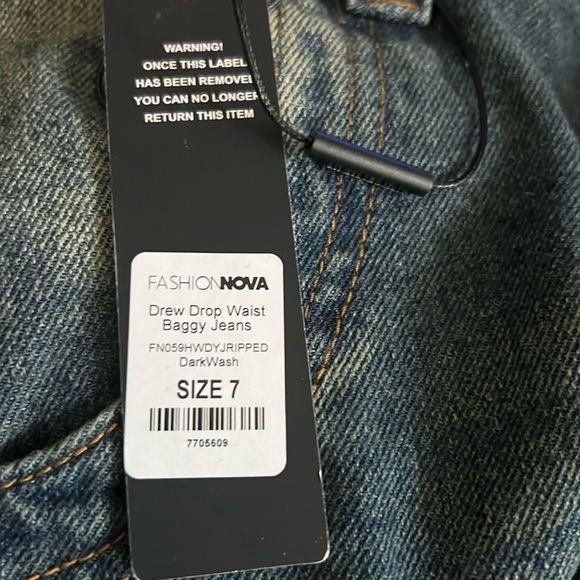 WARNING!
ONCE THIS LABEL
HAS BEEN REMOVED
YOU CAN NO LONGER
RETURN THIS ITEM
FASHIONNOVA
Drew Drop Waist
Baggy Jeans
FN059HWDYJRIPPED
DarkWash
SIZE 7
7705609